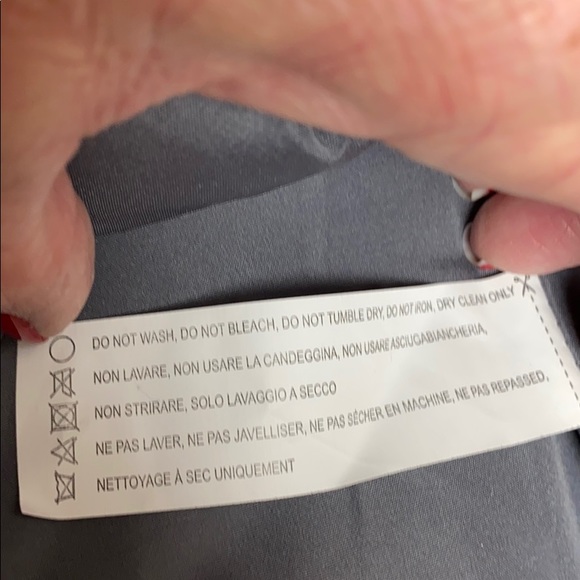 DO NOT WASH, DO NOT BLEACH, DO NOT TUMBLE DRY, DO NOT IRON, DRY CLEAN ONLY
NON LAVARE, NON USARE LA CANDEGGINA, NON USARE ASCIUGABIANCHERIA,
NON STRIRARE, SOLO LAVAGGIO A SECCO
NE PAS LAVER, NE PAS JAVELLISER, NE PAS SÉCHER EN MACHINE, NE PAS REPASSED,
NETTOYAGE À SEC UNIQUEMENT